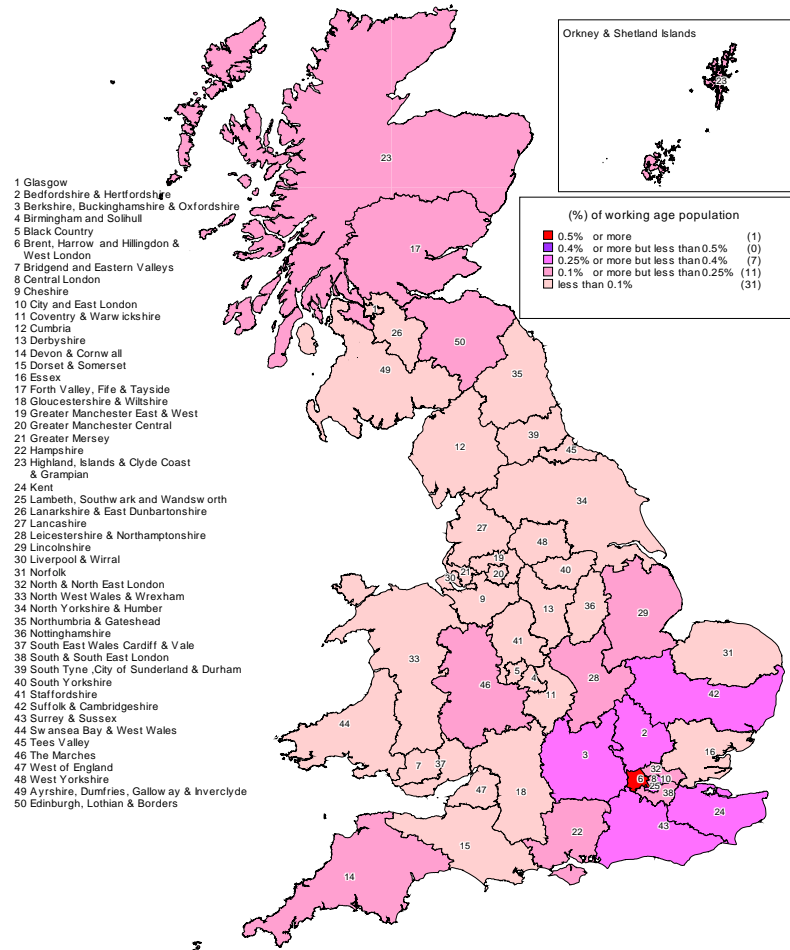 Orkney & Shetland Islands
23
(%) of working age population
0.5% or more (1)
0.4% or more but less than 0.5% (0)
0.25% or more but less than 0.4% (7)
0.1% or more but less than 0.25% (11)
less than 0.1% (31)
1 Glasgow
2 Bedfordshire & Hertfordshire
3 Berkshire, Buckinghamshire & Oxfordshire
4 Birmingham and Solihull
5 Black Country
6 Brent, Harrow and Hillingdon &
West London
7 Bridgend and Eastern Valleys
8 Central London
9 Cheshire
10 City and East London
11 Coventry & Warwickshire
12 Cumbria
13 Derbyshire
14 Devon & Cornwall
15 Dorset & Somerset
16 Essex
17 Forth Valley, Fife & Tayside
18 Gloucestershire & Wiltshire
19 Greater Manchester East & West
20 Greater Manchester Central
21 Greater Mersey
22 Hampshire
23 Highland, Islands & Clyde Coast
& Grampian
24 Kent
25 Lambeth, Southwark and Wandsworth
26 Lanarkshire & East Dunbartonshire
27 Lancashire
28 Leicestershire & Northamptonshire
29 Lincolnshire
30 Liverpool & Wirral
31 Norfolk
32 North & North East London
33 North West Wales & Wrexham
34 North Yorkshire & Humber
35 Northumbria & Gateshead
36 Nottinghamshire
37 South East Wales Cardiff & Vale
38 South & South East London
39 South Tyne ,City of Sunderland & Durham
40 South Yorkshire
41 Staffordshire
42 Suffolk & Cambridgeshire
43 Surrey & Sussex
44 Swansea Bay & West Wales
45 Tees Valley
46 The Marches
47 West of England
48 West Yorkshire
49 Ayrshire, Dumfries, Galloway & Inverclyde
50 Edinburgh, Lothian & Borders
23
17
26
50
49
35
39
45
12
34
27
48
19
40
30
21
20
9
13
36
29
41
33
31
5
4
46
28
42
11
44
2
3
16
7
37
32
6
8
10
25
47
18
38
24
43
22
15
14